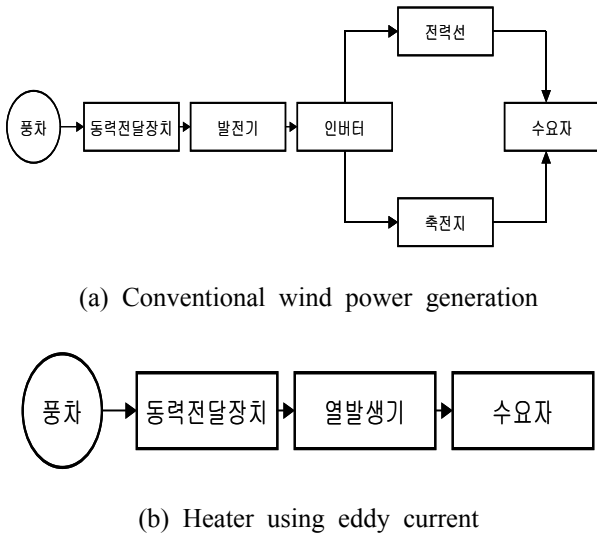 전력선
풍차
동력전달장치
발전기
인버터
수요자
축전지
(a) Conventional wind power generation
풍차
동력전달장치
열발생기
수요자
(b) Heater using eddy current